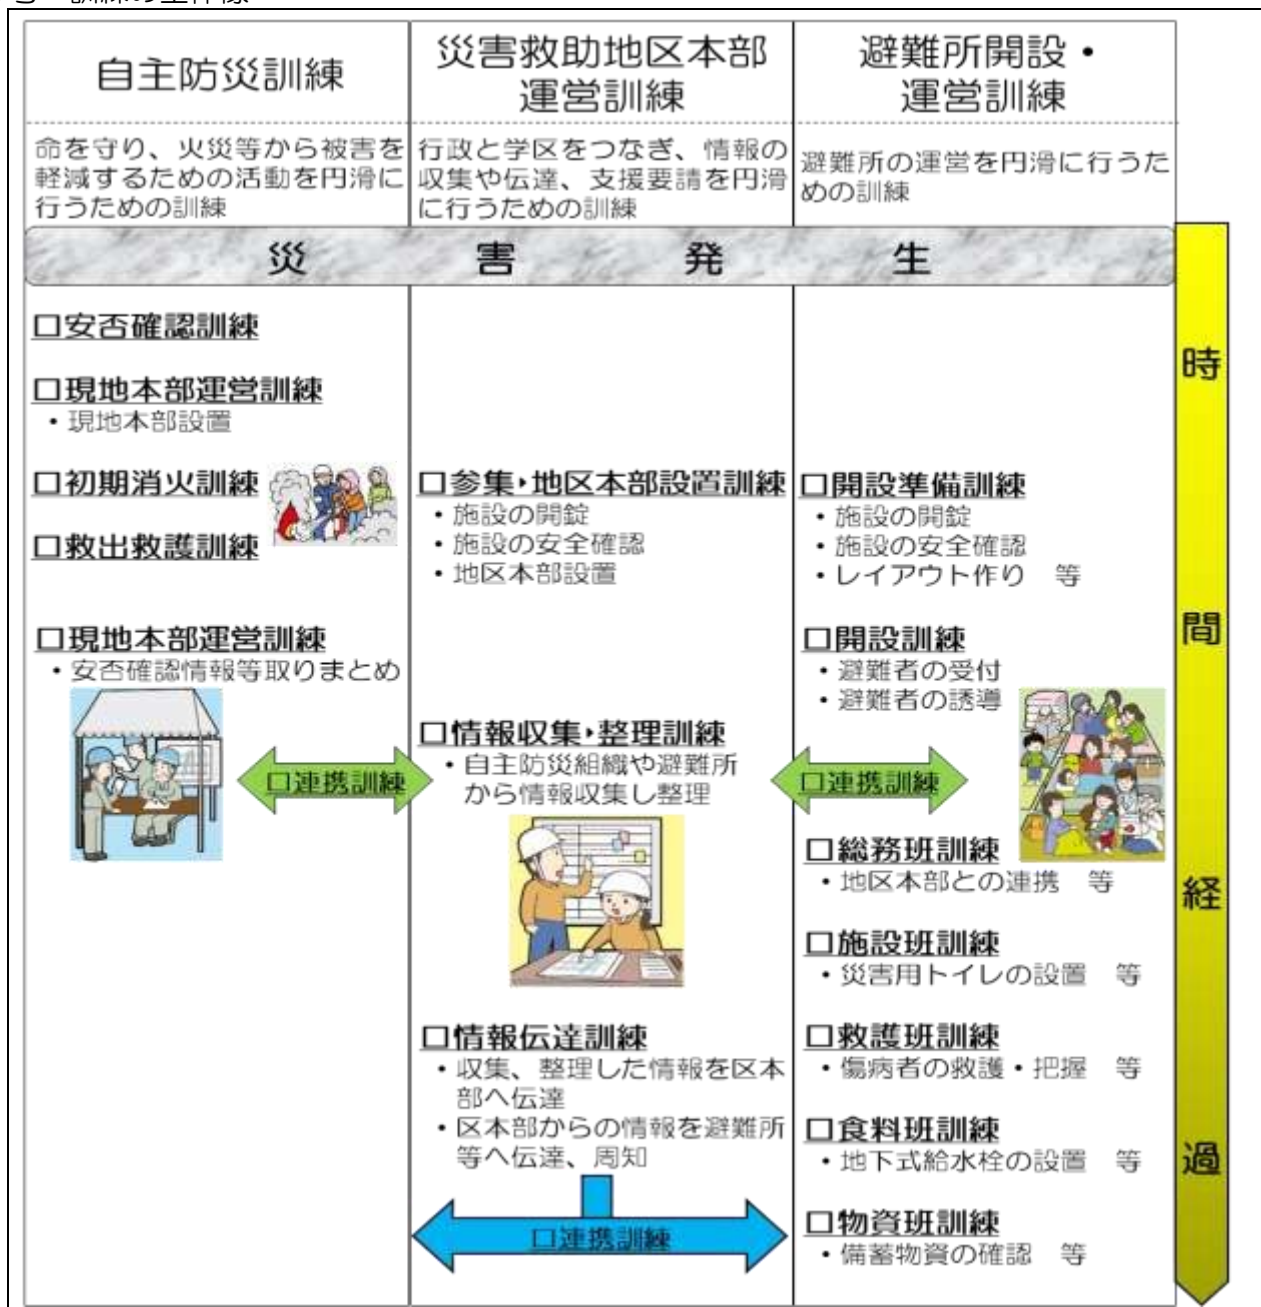 自主防災訓練
命を守り、火災等から被害を
軽減するための活動を円滑に
行うための訓練
災害救助地区本部
運営訓練
行政と学区をつなぎ、情報の
収集や伝達、支援要請を円滑
に行うための訓練
避難所開設・
運営訓練
避難所の運営を円滑に行うた
めの訓練
災害発生
□安否確認訓練
□現地本部運営訓練
・現地本部設置
□初期消火訓練
□救出救護訓練
□現地本部運営訓練
・安否確認情報等取りまとめ
□連携訓練
□参集・地区本部設置訓練
・施設の開錠
・施設の安全確認
・地区本部設置
□情報収集・整理訓練
・自主防災組織や避難所
から情報収集し整理
□情報伝達訓練
・収集、整理した情報を区本
部へ伝達
・区本部からの情報を避難所
等へ伝達、周知
□連携訓練
□開設準備訓練
・施設の開錠
・施設の安全確認
・レイアウト作り　等
□開設訓練
・避難者の受付
・避難者の誘導
□連携訓練
□総務班訓練
・地区本部との連携　等
□施設班訓練
・災害用トイレの設置　等
□救護班訓練
・傷病者の救護・把握　等
□食料班訓練
・地下式給水栓の設置　等
□物資班訓練
・備蓄物資の確認　等
時間経過